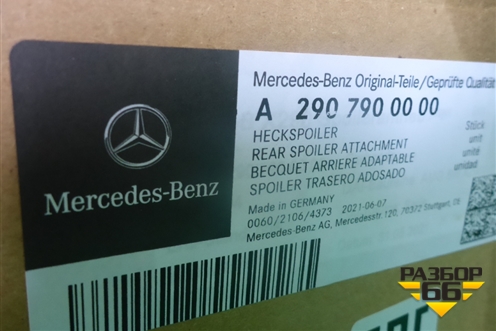 Mercedes-Benz Original-Teile/Geprüfte Qualität
A 290 790 00 00
HECKSPOILER
REAR SPOILER ATTACHMENT
BECQUET ARRIERE ADAPTABLE
SPOILER TRASERO ADOSADO
Stück
unit
unité
unidad
Made in GERMANY
0060/2106/4373 2021-06-07
Mercedes-Benz AG, Mercedesstr. 120, 70372 Stuttgart, DE
Mercedes-Benz
РАЗБОР
66